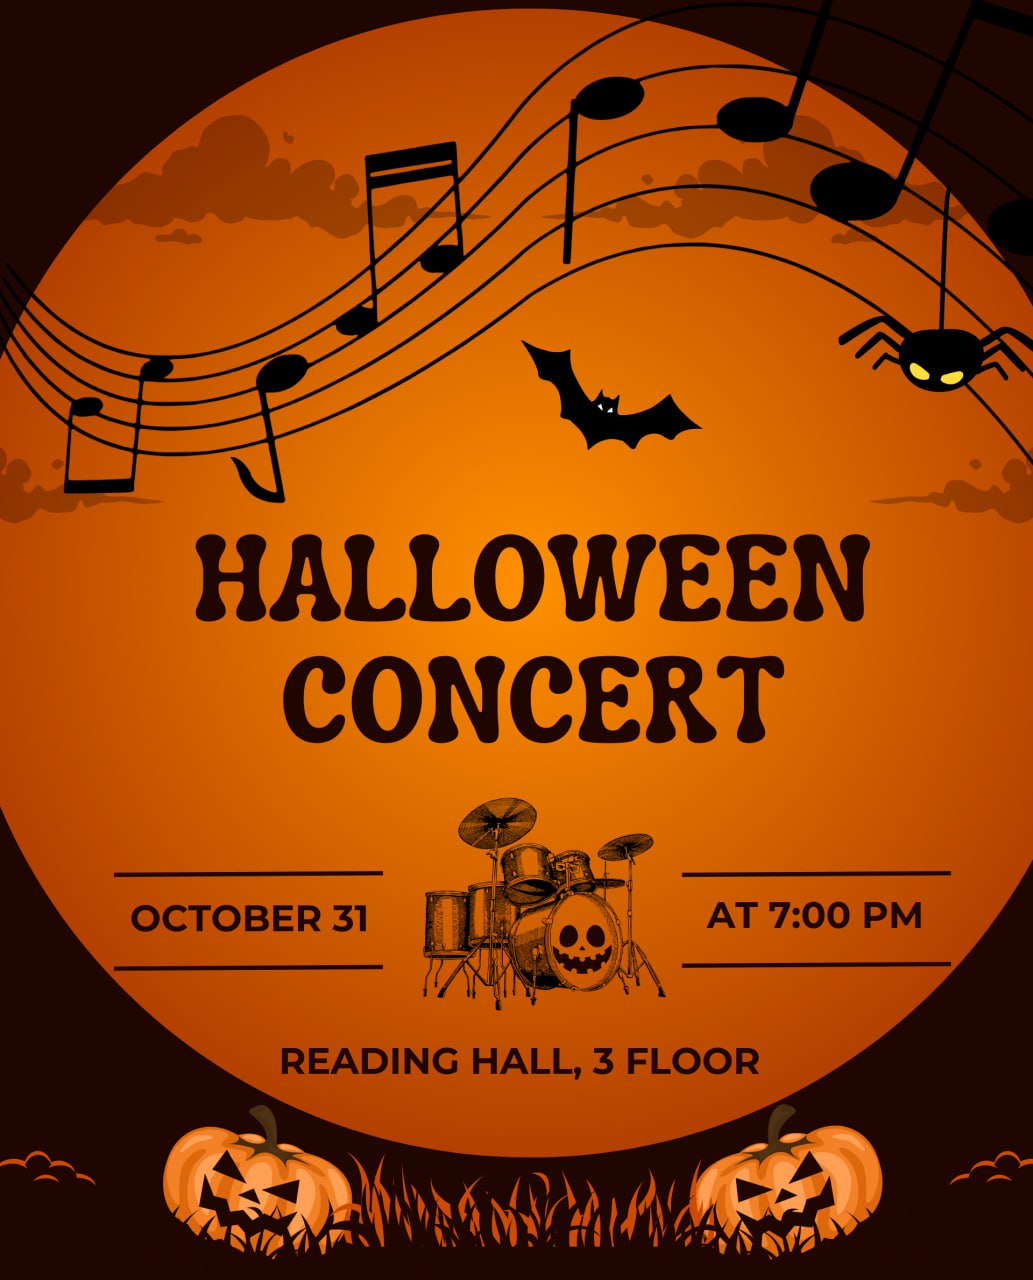 HALLOWEEN
CONCERT
OCTOBER 31
AT 7:00 PM
READING HALL, 3 FLOOR